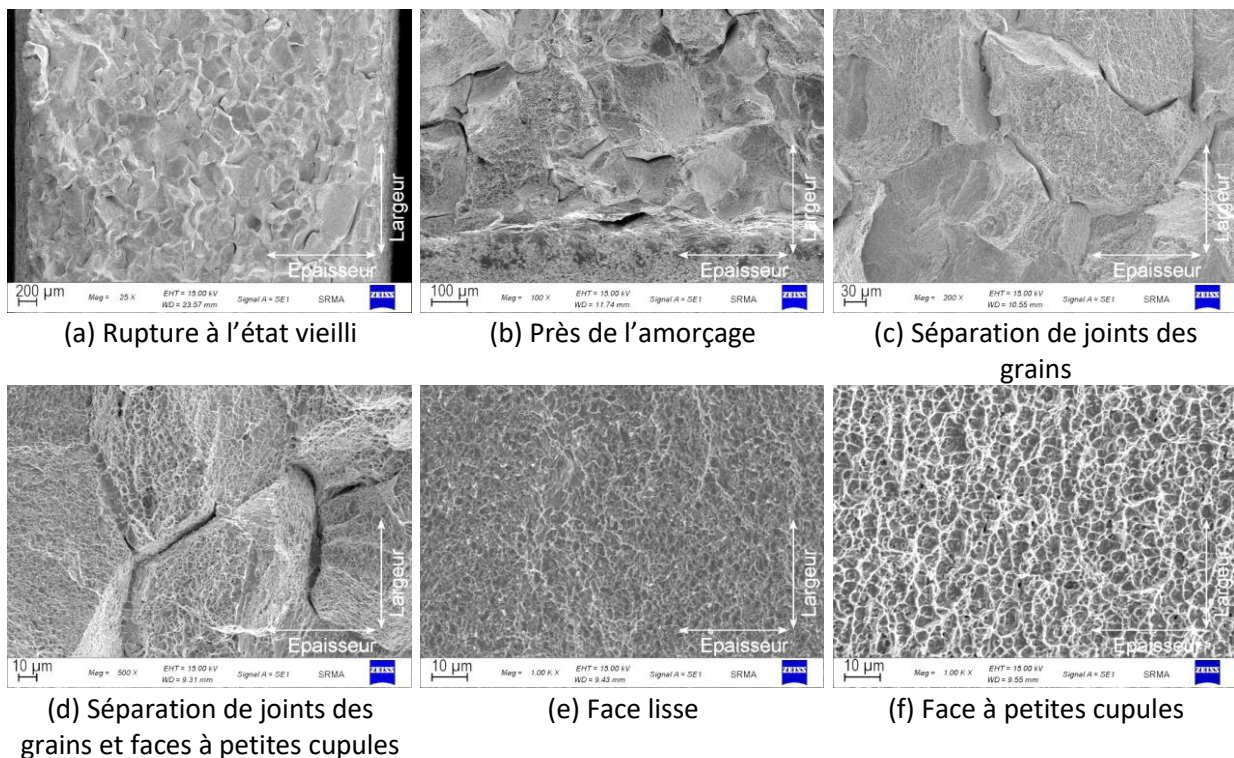 Largeur
Epaisseur
200 µm
Mag = 25 X
EHT = 15.00 kV
WD = 23.57 mm
Signal A = SE1
SRMA
ZEISS
(a) Rupture à l’état vieilli
Largeur
Epaisseur
100 µm
Mag = 100 X
EHT = 15.00 kV
WD = 11.74 mm
Signal A = SE1
SRMA
ZEISS
(b) Près de l’amorçage
Largeur
Epaisseur
30 µm
Mag = 200 X
EHT = 15.00 kV
WD = 10.55 mm
Signal A = SE1
SRMA
ZEISS
(c) Séparation de joints des
grains
Largeur
Epaisseur
10 µm
Mag = 500 X
EHT = 15.00 kV
WD = 9.31 mm
Signal A = SE1
SRMA
ZEISS
(d) Séparation de joints des
grains et faces à petites cupules
Largeur
Epaisseur
10 µm
Mag = 1.00 K X
EHT = 15.00 kV
WD = 9.43 mm
Signal A = SE1
SRMA
ZEISS
(e) Face lisse
Largeur
Epaisseur
10 µm
Mag = 1.00 K X
EHT = 15.00 kV
WD = 9.55 mm
Signal A = SE1
SRMA
ZEISS
(f) Face à petites cupules